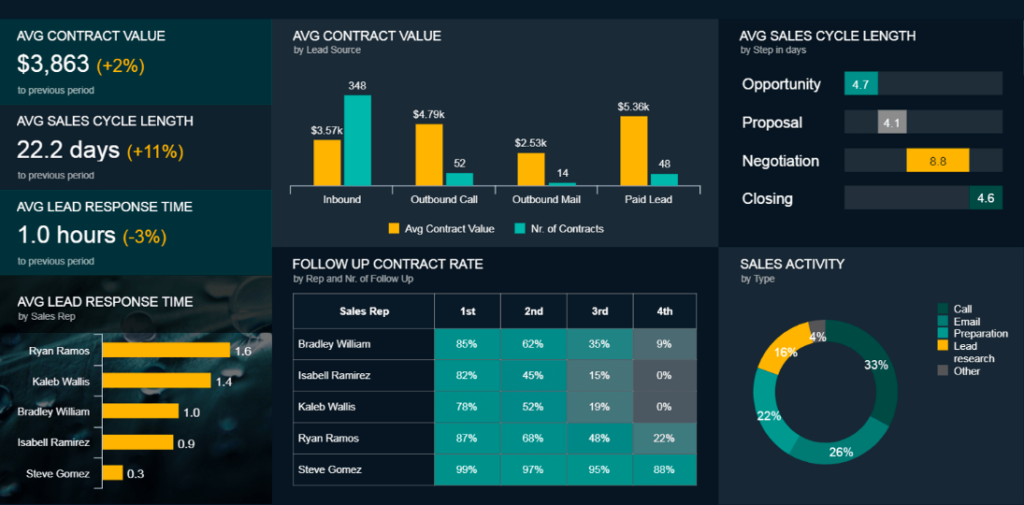 AVG CONTRACT VALUE
$3,863 (+2%)
to previous period
AVG SALES CYCLE LENGTH
22.2 days (+11%)
to previous period
AVG LEAD RESPONSE TIME
1.0 hours (-3%)
to previous period
AVG LEAD RESPONSE TIME
by Sales Rep
Ryan Ramos 1.6
Kaleb Wallis 1.4
Bradley William 1.0
Isabell Ramirez 0.9
Steve Gomez 0.3
AVG CONTRACT VALUE
by Lead Source
$3.57k 348 $4.79k 52 $2.53k 14 $5.36k 48
Inbound Outbound Call Outbound Mail Paid Lead
Avg Contract Value Nr. of Contracts
FOLLOW UP CONTRACT RATE
by Rep and Nr. of Follow Up
Sales Rep 1st 2nd 3rd 4th
Bradley William 85% 62% 35% 9%
Isabell Ramirez 82% 45% 15% 0%
Kaleb Wallis 78% 52% 19% 0%
Ryan Ramos 87% 68% 48% 22%
Steve Gomez 99% 97% 95% 88%
AVG SALES CYCLE LENGTH
by Step in days
Opportunity 4.7
Proposal 4.1
Negotiation 8.8
Closing 4.6
SALES ACTIVITY
by Type
4%
16%
33%
22%
26%
Call
Email
Preparation
Lead
research
Other